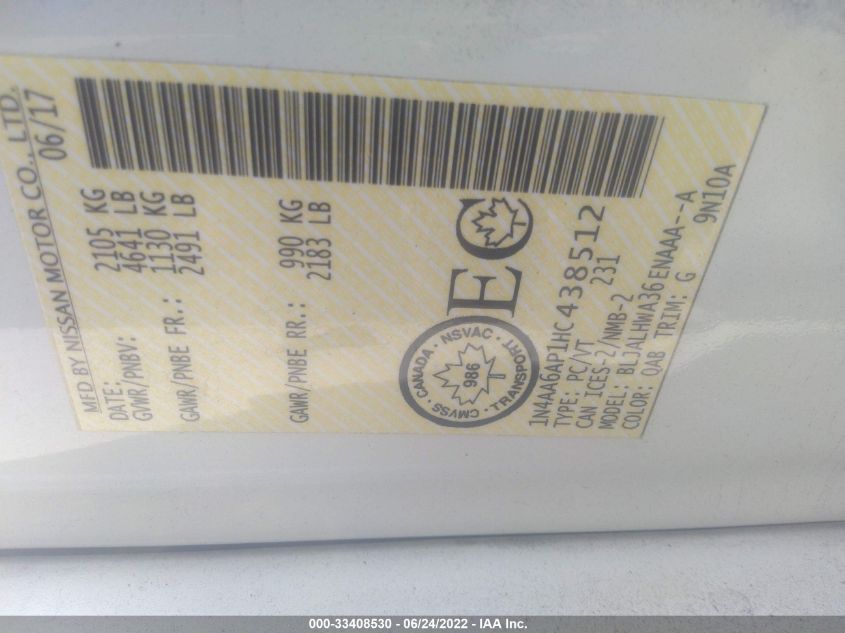 MFD BY NISSAN MOTOR CO., LTD.
DATE: 06/17
GVWR/PNBV: 2105 KG
4641 LB
GAWR/PNBE FR.: 1130 KG
2491 LB
GAWR/PNBE RR.: 990 KG
2183 LB
CANADA · NSVAC · TRANSPORT · CMVSS ·
986
EC
1N4AA6AP1HC438512
TYPE: PC/VT
CAN ICES-2/NMB-2 231
MODEL: BLJALHWA36ENAAA--A
COLOR: QAB TRIM: G 9N10A
000-33408530 - 06/24/2022 - IAA Inc.